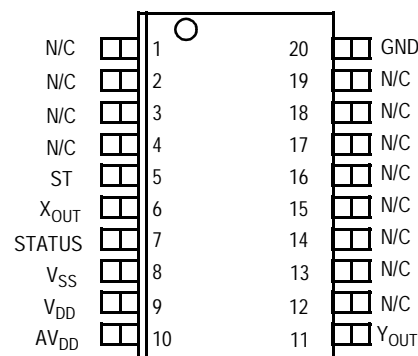 N/C 1 20 GND
N/C 2 19 N/C
N/C 3 18 N/C
N/C 4 17 N/C
ST 5 16 N/C
XOUT 6 15 N/C
STATUS 7 14 N/C
VSS 8 13 N/C
VDD 9 12 N/C
AVDD 10 11 YOUT